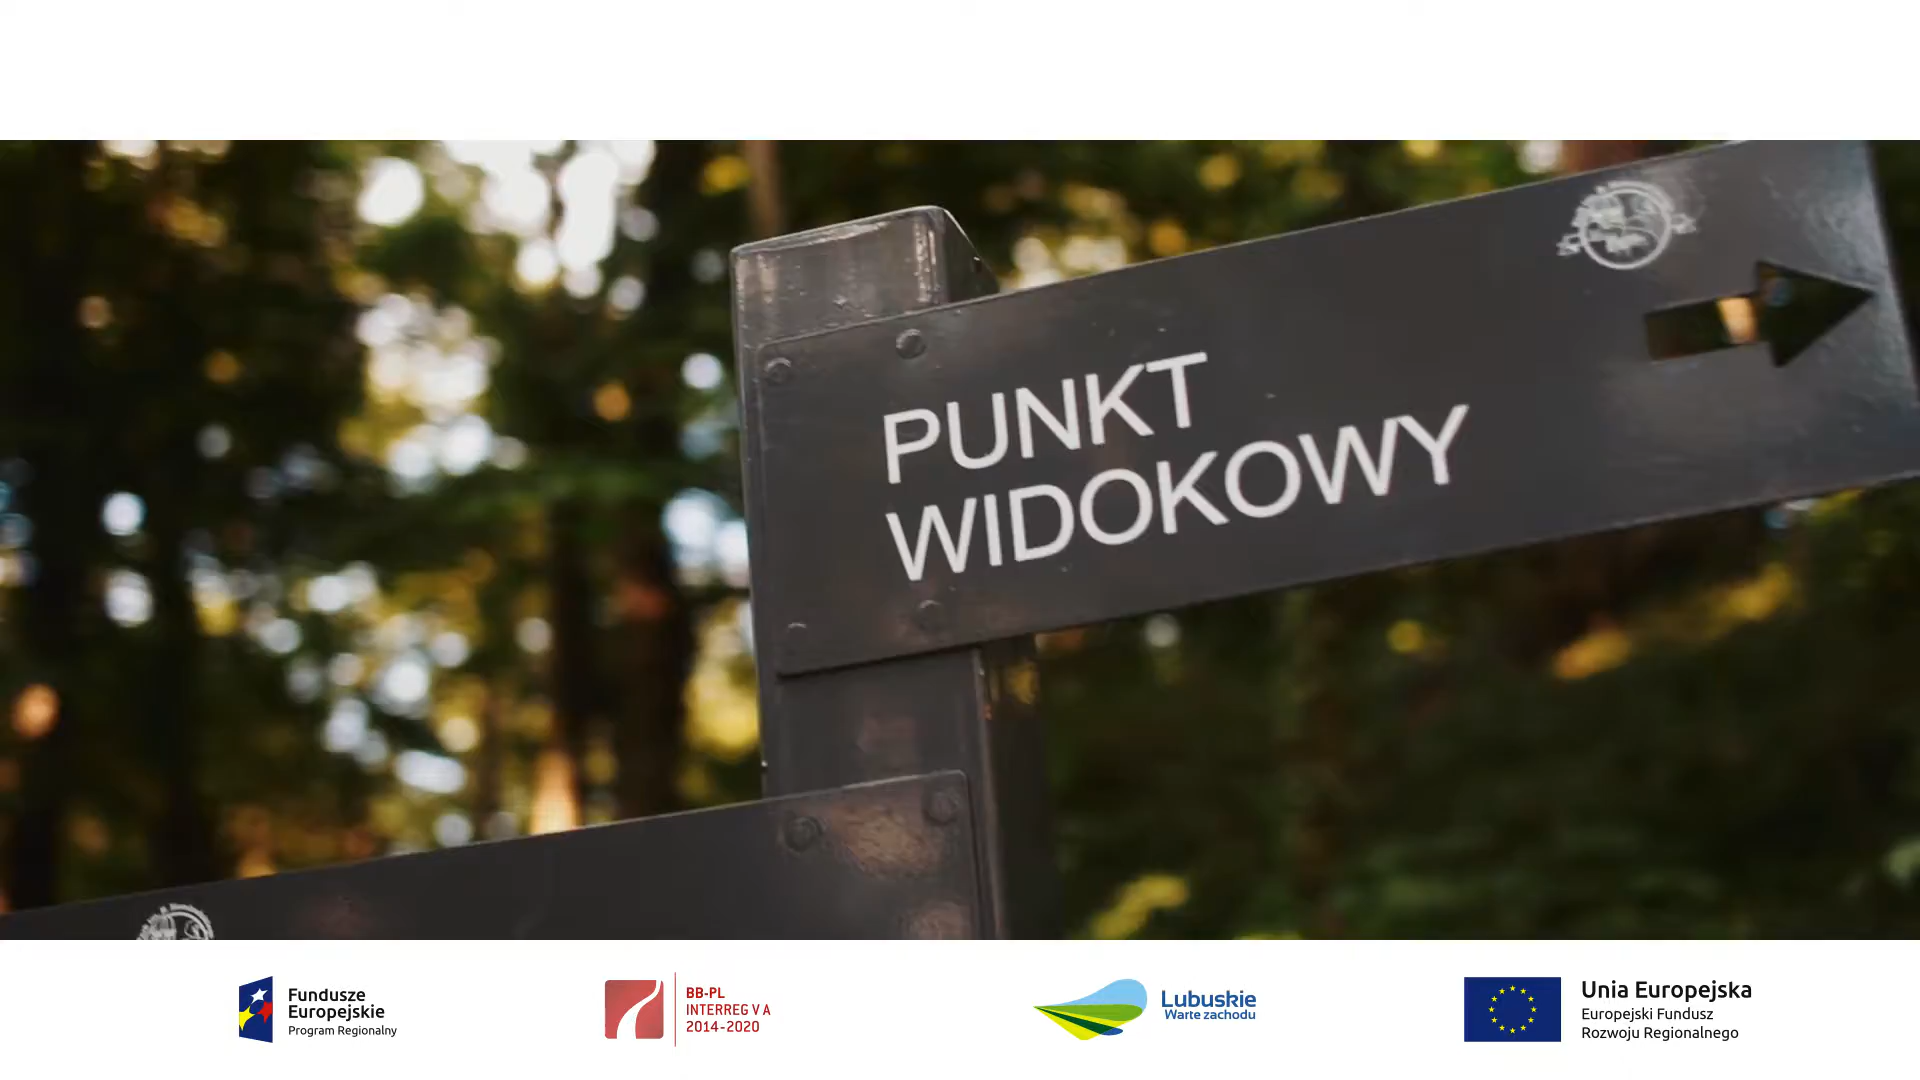 PUNKT
WIDOKOWY
Fundusze
Europejskie
Program Regionalny
BB-PL
INTERREG V A
2014-2020
Lubuskie
Warte zachodu
Unia Europejska
Europejski Fundusz
Rozwoju Regionalnego